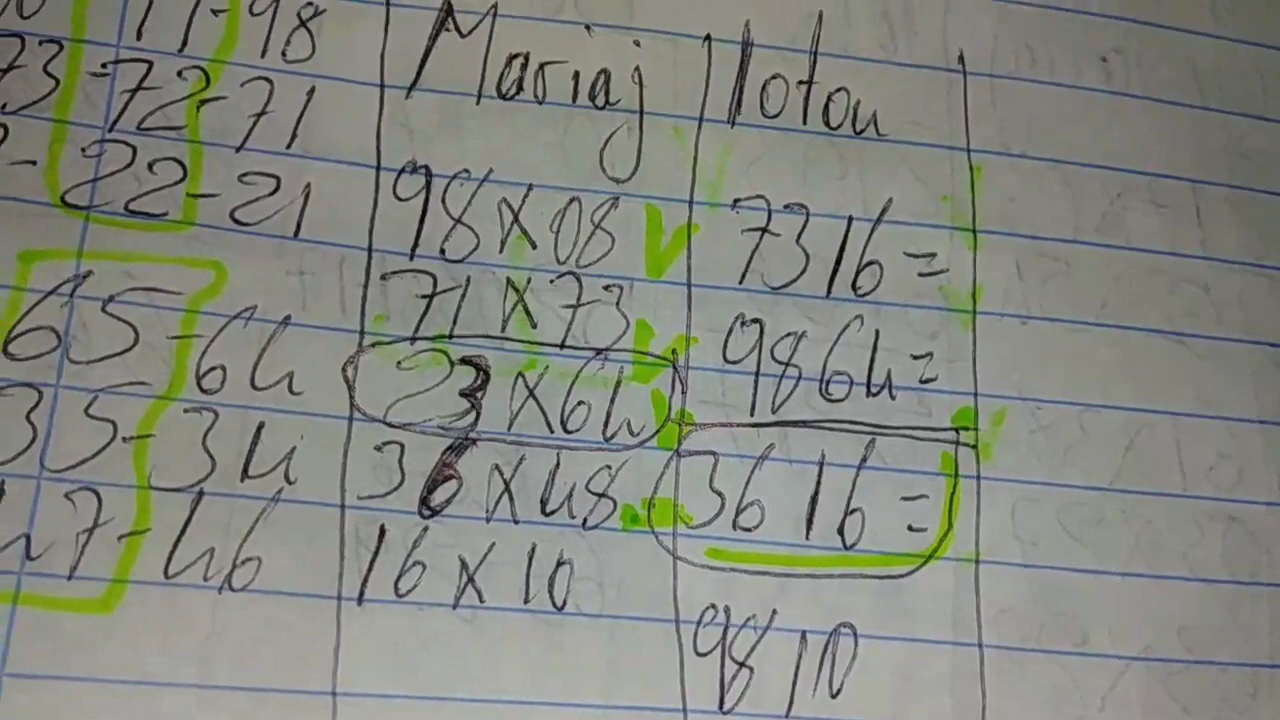 77-98 Mariaj lotou
73-72-71
22-21 98x08 7316=
71x73
65-64 23x64 9864=
35-34 36x48 3616=
47-46 16x10
9810